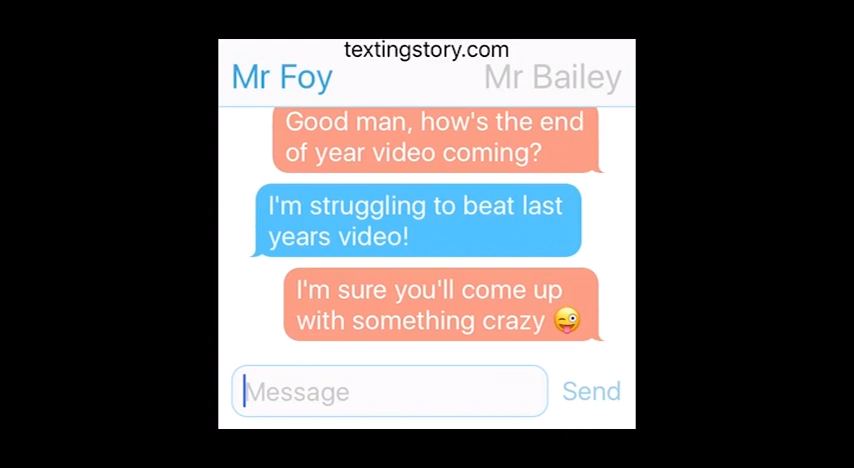 textingstory.com
Mr Foy Mr Bailey
Good man, how's the end
of year video coming?
I'm struggling to beat last
years video!
I'm sure you'll come up
with something crazy 😜
Message Send